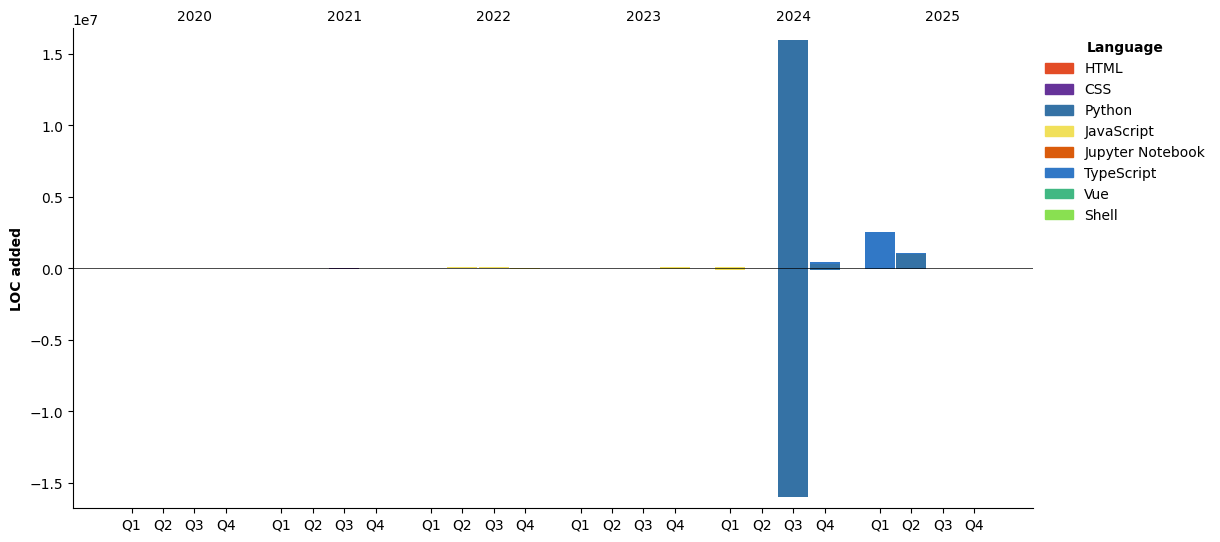 1e7
2020 2021 2022 2023 2024 2025
1.5
1.0
0.5
0.0
−0.5
−1.0
−1.5
LOC added
Q1 Q2 Q3 Q4 Q1 Q2 Q3 Q4 Q1 Q2 Q3 Q4 Q1 Q2 Q3 Q4 Q1 Q2 Q3 Q4 Q1 Q2 Q3 Q4
Language
HTML
CSS
Python
JavaScript
Jupyter Notebook
TypeScript
Vue
Shell